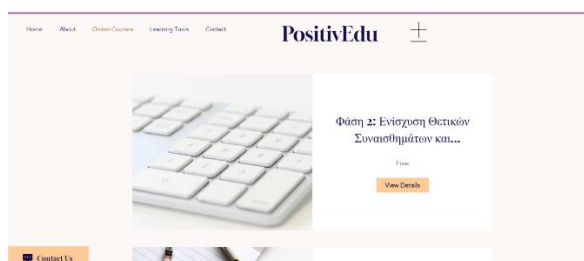 Home About Online Courses Learning Tools Contact
PositivEdu
Φάση 2: Ενίσχυση Θετικών
Συναισθημάτων και...
Free
View Details
Contact Us